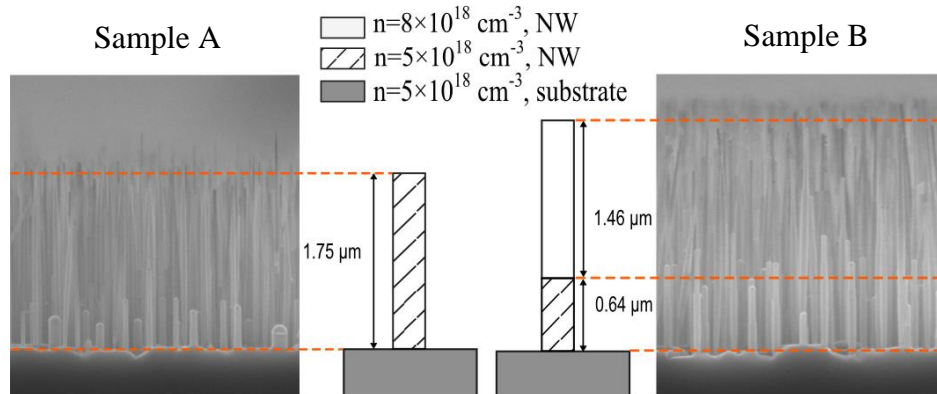 Sample A
n=8×10¹⁸ cm⁻³, NW
n=5×10¹⁸ cm⁻³, NW
n=5×10¹⁸ cm⁻³, substrate
Sample B
1.75 μm
1.46 μm
0.64 μm